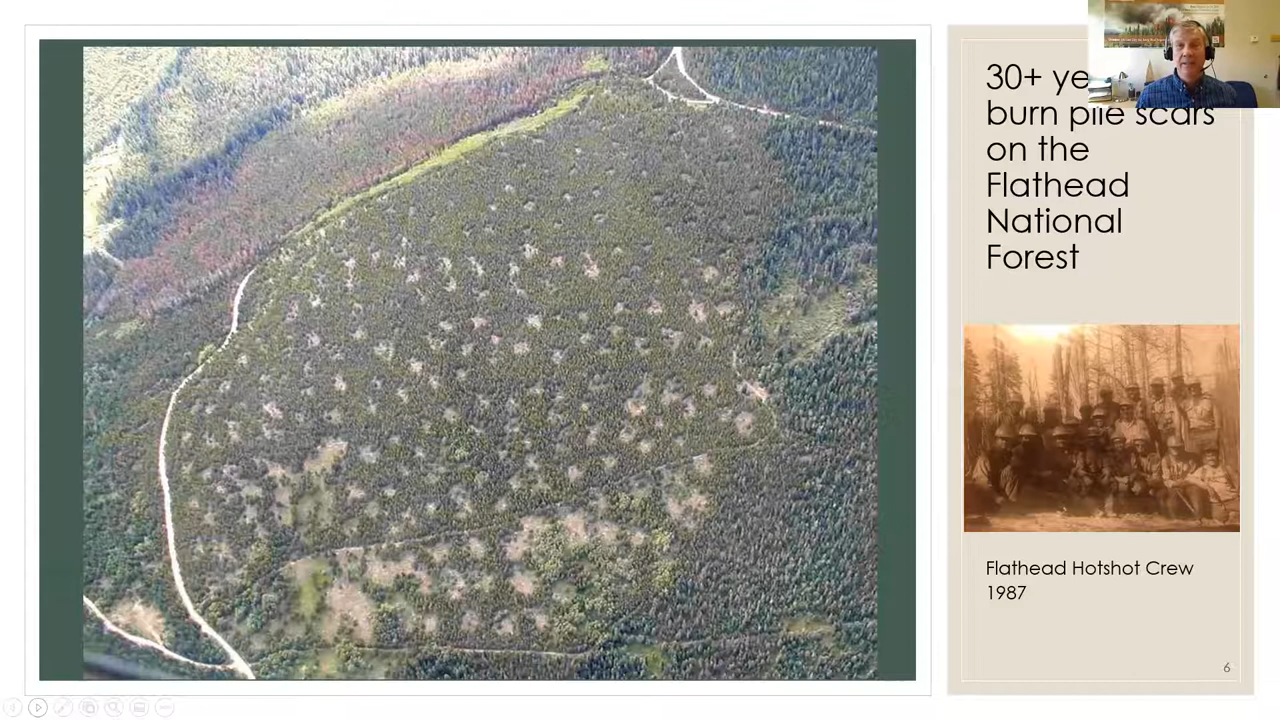 30+ ye
burn pile scars
on the
Flathead
National
Forest
Flathead Hotshot Crew
1987
6